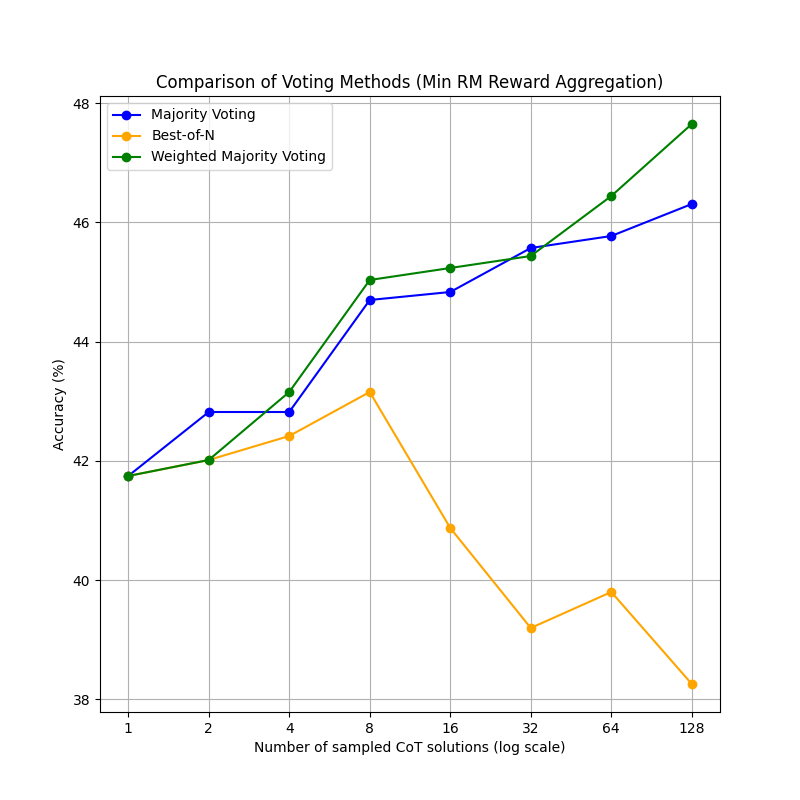 Comparison of Voting Methods (Min RM Reward Aggregation)
Majority Voting
Best-of-N
Weighted Majority Voting
48
46
44
42
40
38
Accuracy (%)
1 2 4 8 16 32 64 128
Number of sampled CoT solutions (log scale)